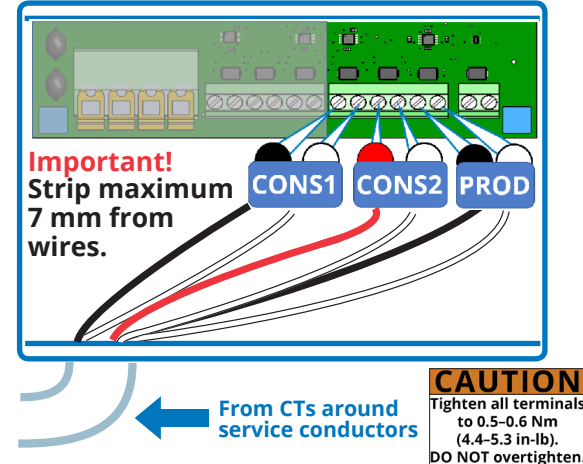 Important!
Strip maximum
7 mm from
wires.
CONS1
CONS2
PROD
From CTs around
service conductors
CAUTION
Tighten all terminals
to 0.5–0.6 Nm
(4.4–5.3 in-lb).
DO NOT overtighten.